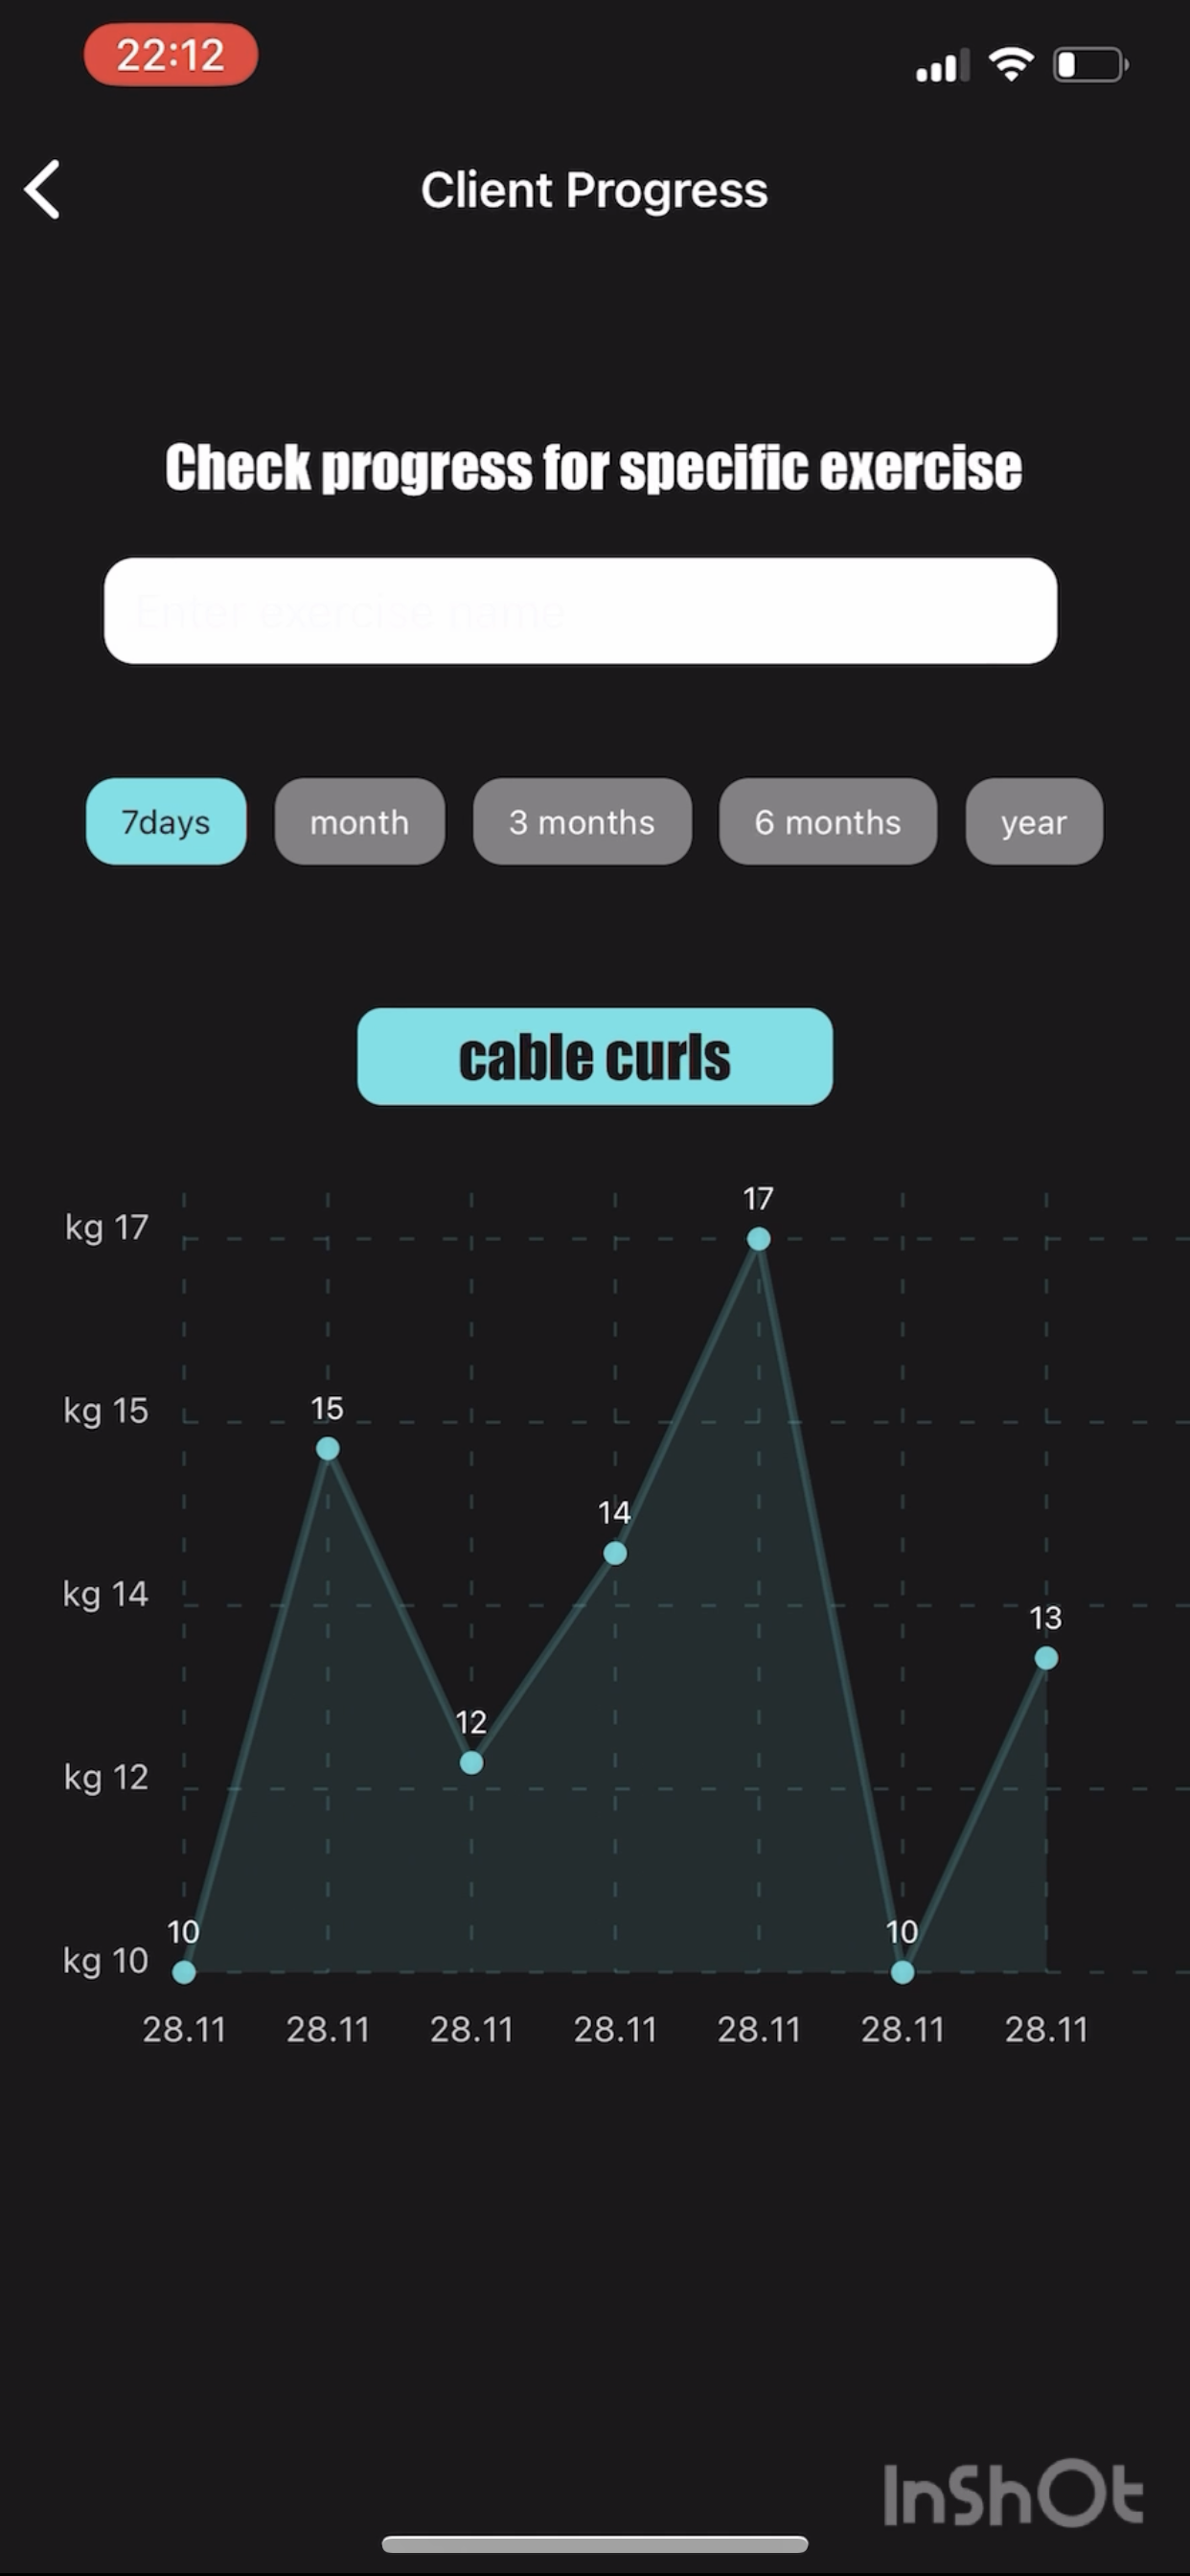 22:12
Client Progress
Check progress for specific exercise
Enter exercise name
7days month 3 months 6 months year
cable curls
17
kg 17
15
kg 15
14
kg 14
13
12
kg 12
10 10
kg 10
28.11 28.11 28.11 28.11 28.11 28.11 28.11
InShOt